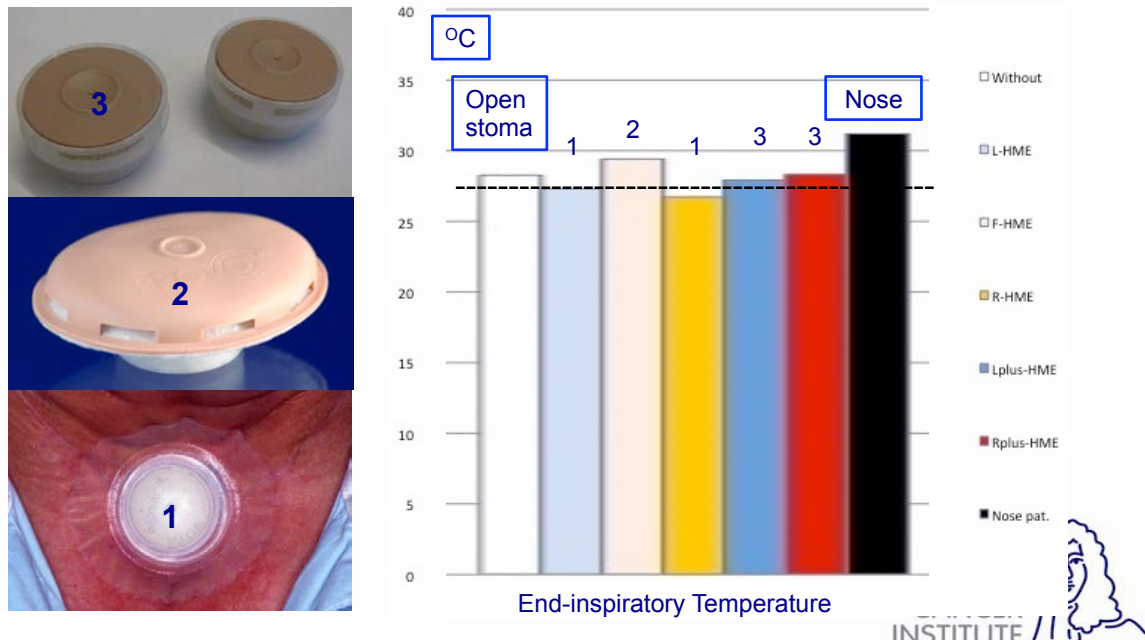 3
2
1
40
35
30
25
20
15
10
5
0
OC
Open
stoma
1
2
1
3
3
Nose
Without
L-HME
F-HME
R-HME
Lplus-HME
Rplus-HME
Nose pat.
End-inspiratory Temperature
INSTITUTE